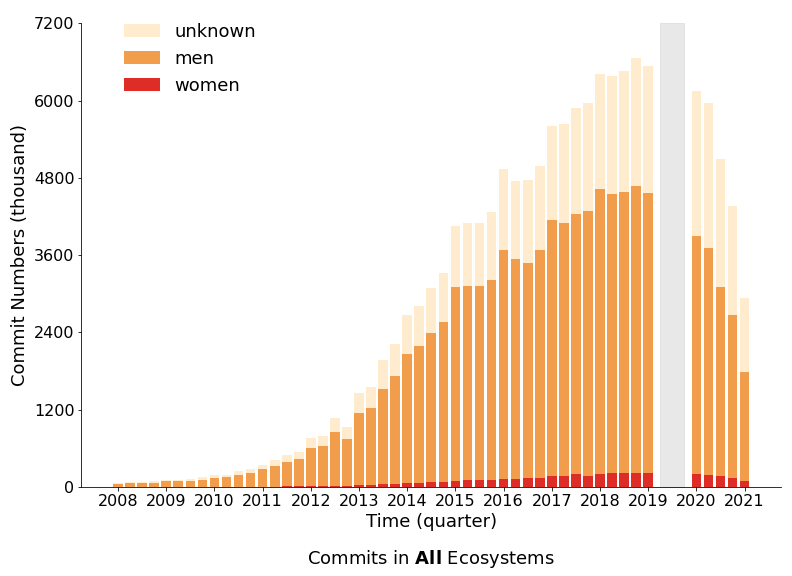 7200
6000
4800
3600
2400
1200
0
Commit Numbers (thousand)
unknown
men
women
2008 2009 2010 2011 2012 2013 2014 2015 2016 2017 2018 2019 2020 2021
Time (quarter)
Commits in All Ecosystems